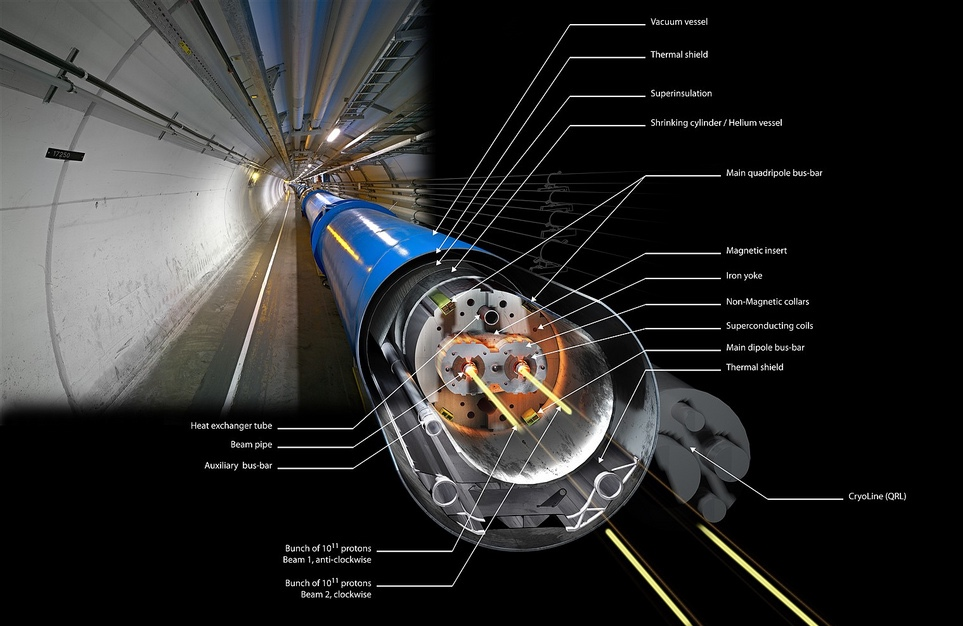 Vacuum vessel
Thermal shield
Superinsulation
Shrinking cylinder / Helium vessel
Main quadripole bus-bar
17256
Magnetic insert
Iron yoke
Non-Magnetic collars
Superconducting coils
Main dipole bus-bar
Thermal shield
Heat exchanger tube
Beam pipe
Auxiliary bus-bar
CryoLine (QRL)
Bunch of 10¹¹ protons
Beam 1, anti-clockwise
Bunch of 10¹¹ protons
Beam 2, clockwise